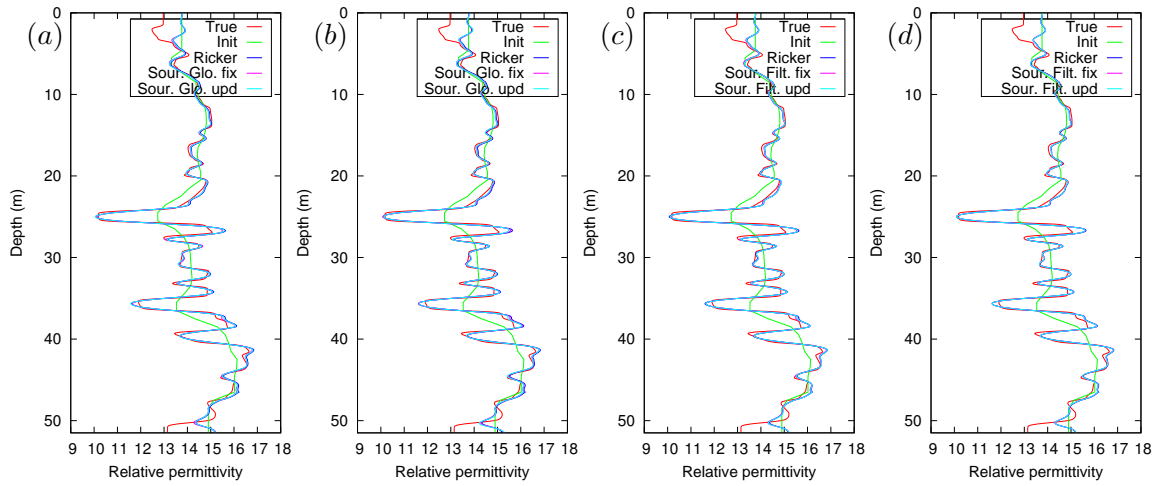 (a)
True
Init
Ricker
Sour. Glo. fix
Sour. Glo. upd
0
10
20
30
40
50
Depth (m)
9 10 11 12 13 14 15 16 17 18
Relative permittivity
(b)
True
Init
Ricker
Sour. Glo. fix
Sour. Glo. upd
0
10
20
30
40
50
Depth (m)
9 10 11 12 13 14 15 16 17 18
Relative permittivity
(c)
True
Init
Ricker
Sour. Filt. fix
Sour. Filt. upd
0
10
20
30
40
50
Depth (m)
9 10 11 12 13 14 15 16 17 18
Relative permittivity
(d)
True
Init
Ricker
Sour. Filt. fix
Sour. Filt. upd
0
10
20
30
40
50
Depth (m)
9 10 11 12 13 14 15 16 17 18
Relative permittivity